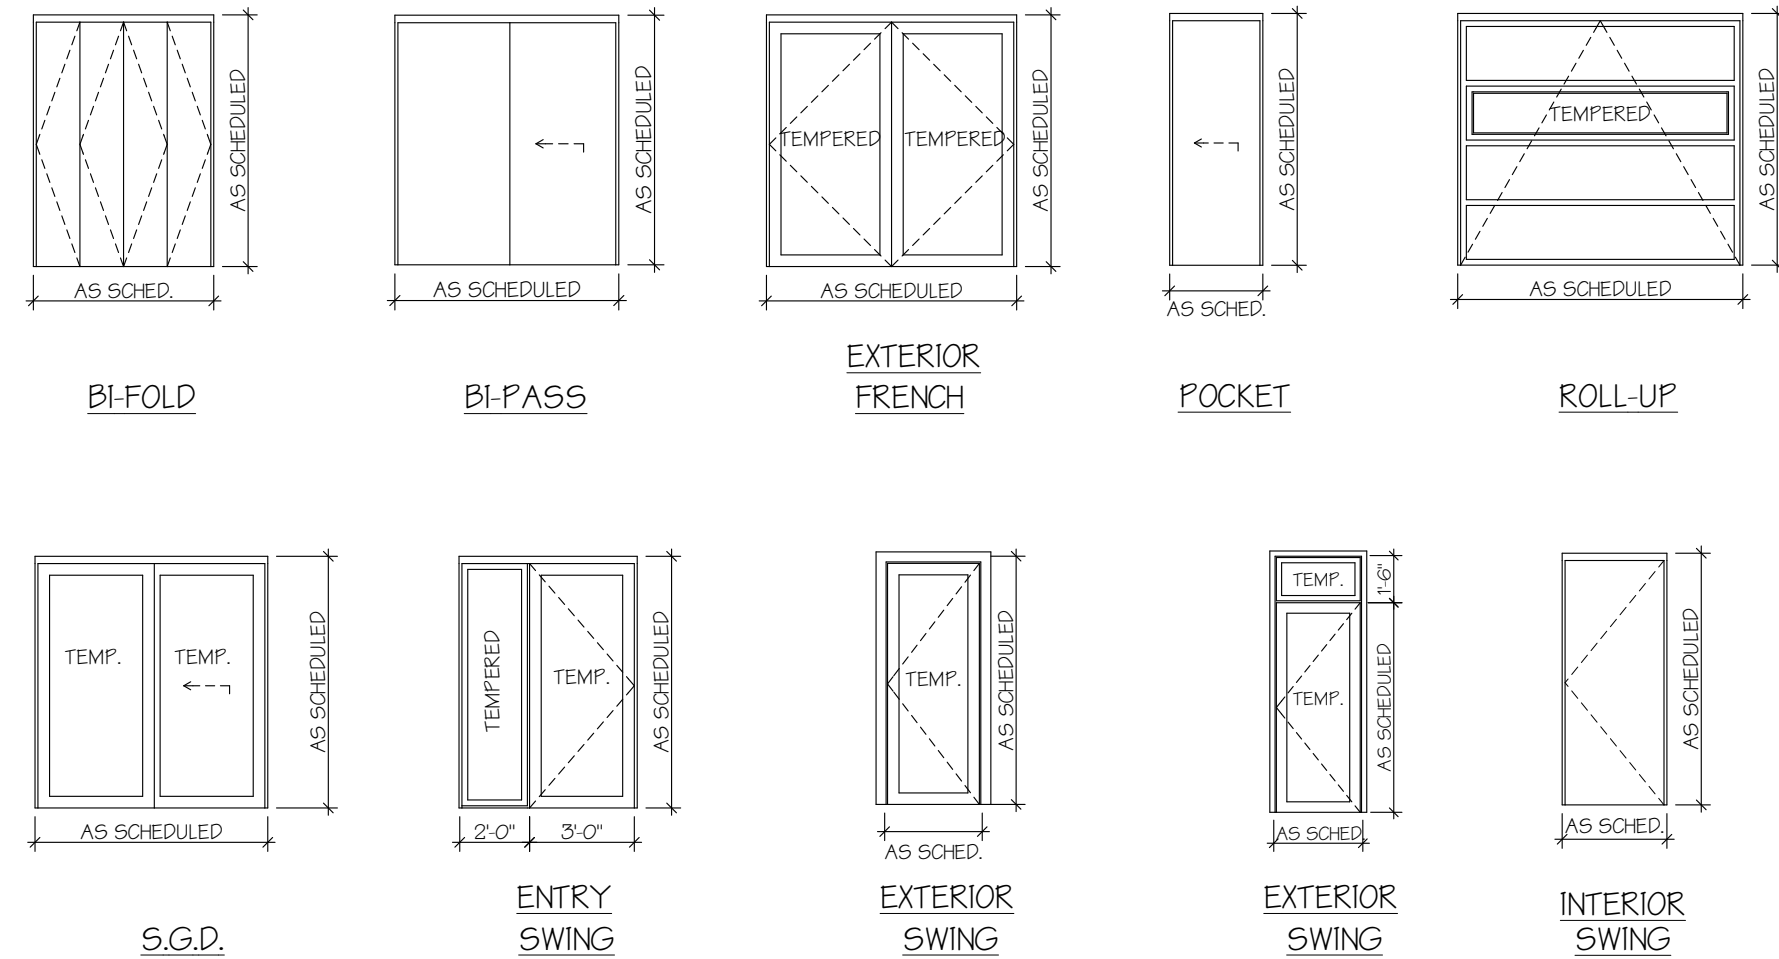 AS SCHEDULED
AS SCHED.
BI-FOLD
AS SCHEDULED
AS SCHEDULED
BI-PASS
TEMPERED
TEMPERED
AS SCHEDULED
AS SCHEDULED
EXTERIOR
FRENCH
AS SCHEDULED
AS SCHED.
POCKET
TEMPERED
AS SCHEDULED
AS SCHEDULED
ROLL-UP
TEMP.
TEMP.
AS SCHEDULED
AS SCHEDULED
S.G.D.
TEMPERED
TEMP.
AS SCHEDULED
2'-0"
3'-0"
ENTRY
SWING
TEMP.
AS SCHEDULED
AS SCHED.
EXTERIOR
SWING
TEMP.
1'-6"
TEMP.
AS SCHEDULED
AS SCHED.
EXTERIOR
SWING
AS SCHEDULED
AS SCHED.
INTERIOR
SWING